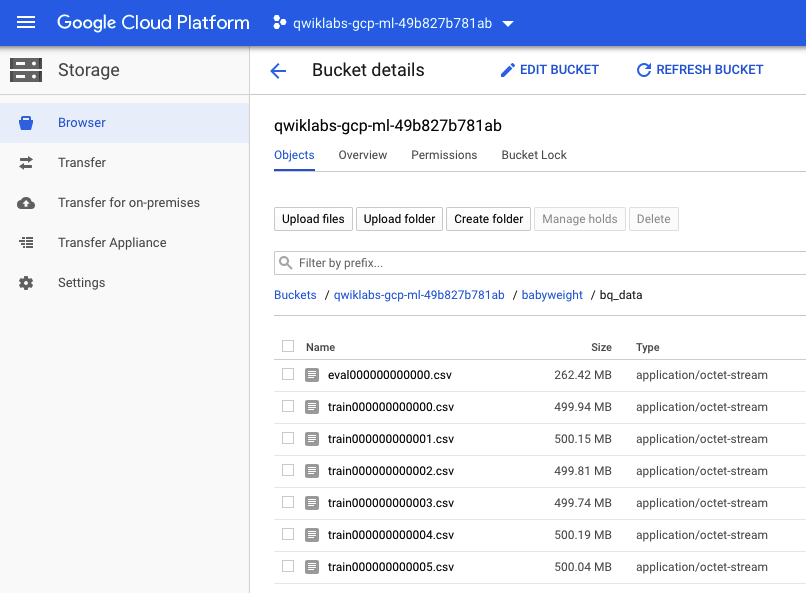 Google Cloud Platform qwiklabs-gcp-ml-49b827b781ab
Storage
Bucket details EDIT BUCKET REFRESH BUCKET
Browser
Transfer
Transfer for on-premises
Transfer Appliance
Settings
qwiklabs-gcp-ml-49b827b781ab
Objects Overview Permissions Bucket Lock
Upload files Upload folder Create folder Manage holds Delete
Filter by prefix...
Buckets / qwiklabs-gcp-ml-49b827b781ab / babyweight / bq_data
Name Size Type
eval000000000000.csv 262.42 MB application/octet-stream
train000000000000.csv 499.94 MB application/octet-stream
train000000000001.csv 500.15 MB application/octet-stream
train000000000002.csv 499.81 MB application/octet-stream
train000000000003.csv 499.74 MB application/octet-stream
train000000000004.csv 500.19 MB application/octet-stream
train000000000005.csv 500.04 MB application/octet-stream